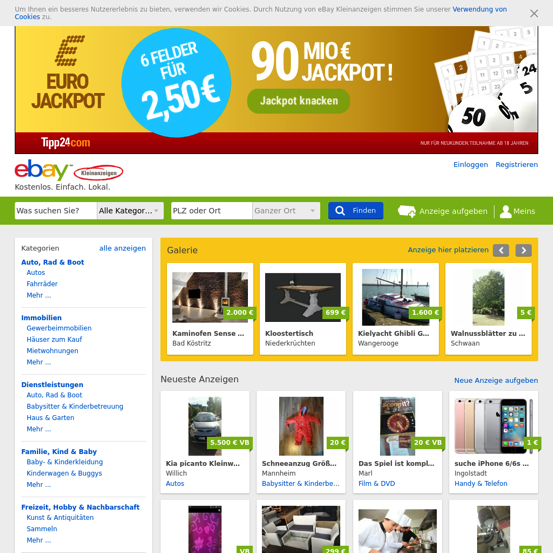 Um Ihnen ein besseres Nutzererlebnis zu bieten, verwenden wir Cookies. Durch Nutzung von eBay Kleinanzeigen stimmen Sie unserer Verwendung von
Cookies zu.
EURO
JACKPOT
6 FELDER
FÜR
2,50€
90 MIO €
JACKPOT!
Jackpot knacken
50
24
5
Tipp24com
NUR FÜR NEUKUNDEN. TEILNAHME AB 18 JAHREN
ebay Kleinanzeigen
Kostenlos. Einfach. Lokal.
Einloggen Registrieren
Was suchen Sie? Alle Kategor... PLZ oder Ort Ganzer Ort Finden Anzeige aufgeben Meins
Kategorien alle anzeigen
Auto, Rad & Boot
Autos
Fahrräder
Mehr ...
Immobilien
Gewerbeimmobilien
Häuser zum Kauf
Mietwohnungen
Mehr ...
Dienstleistungen
Auto, Rad & Boot
Babysitter & Kinderbetreuung
Haus & Garten
Mehr ...
Familie, Kind & Baby
Baby- & Kinderkleidung
Kinderwagen & Buggys
Mehr ...
Freizeit, Hobby & Nachbarschaft
Kunst & Antiquitäten
Sammeln
Mehr ...
Galerie Anzeige hier platzieren
2.000 € 699 € 1.600 € 5 €
Kaminofen Sense ... Kloostertisch Kielyacht Ghibli G... Walnussblätter zu ...
Bad Köstritz Niederkrüchten Wangerooge Schwaan
Neueste Anzeigen Neue Anzeige aufgeben
5.500 € VB 20 € 20 € VB 1 €
Kia picanto Kleinw... Schneeanzug Größ... Das Spiel ist kompl... suche iPhone 6/6s ...
Willich Mannheim Marl Ingolstadt
Autos Babysitter & Kinderbe... Film & DVD Handy & Telefon
VB 299 € 85 €